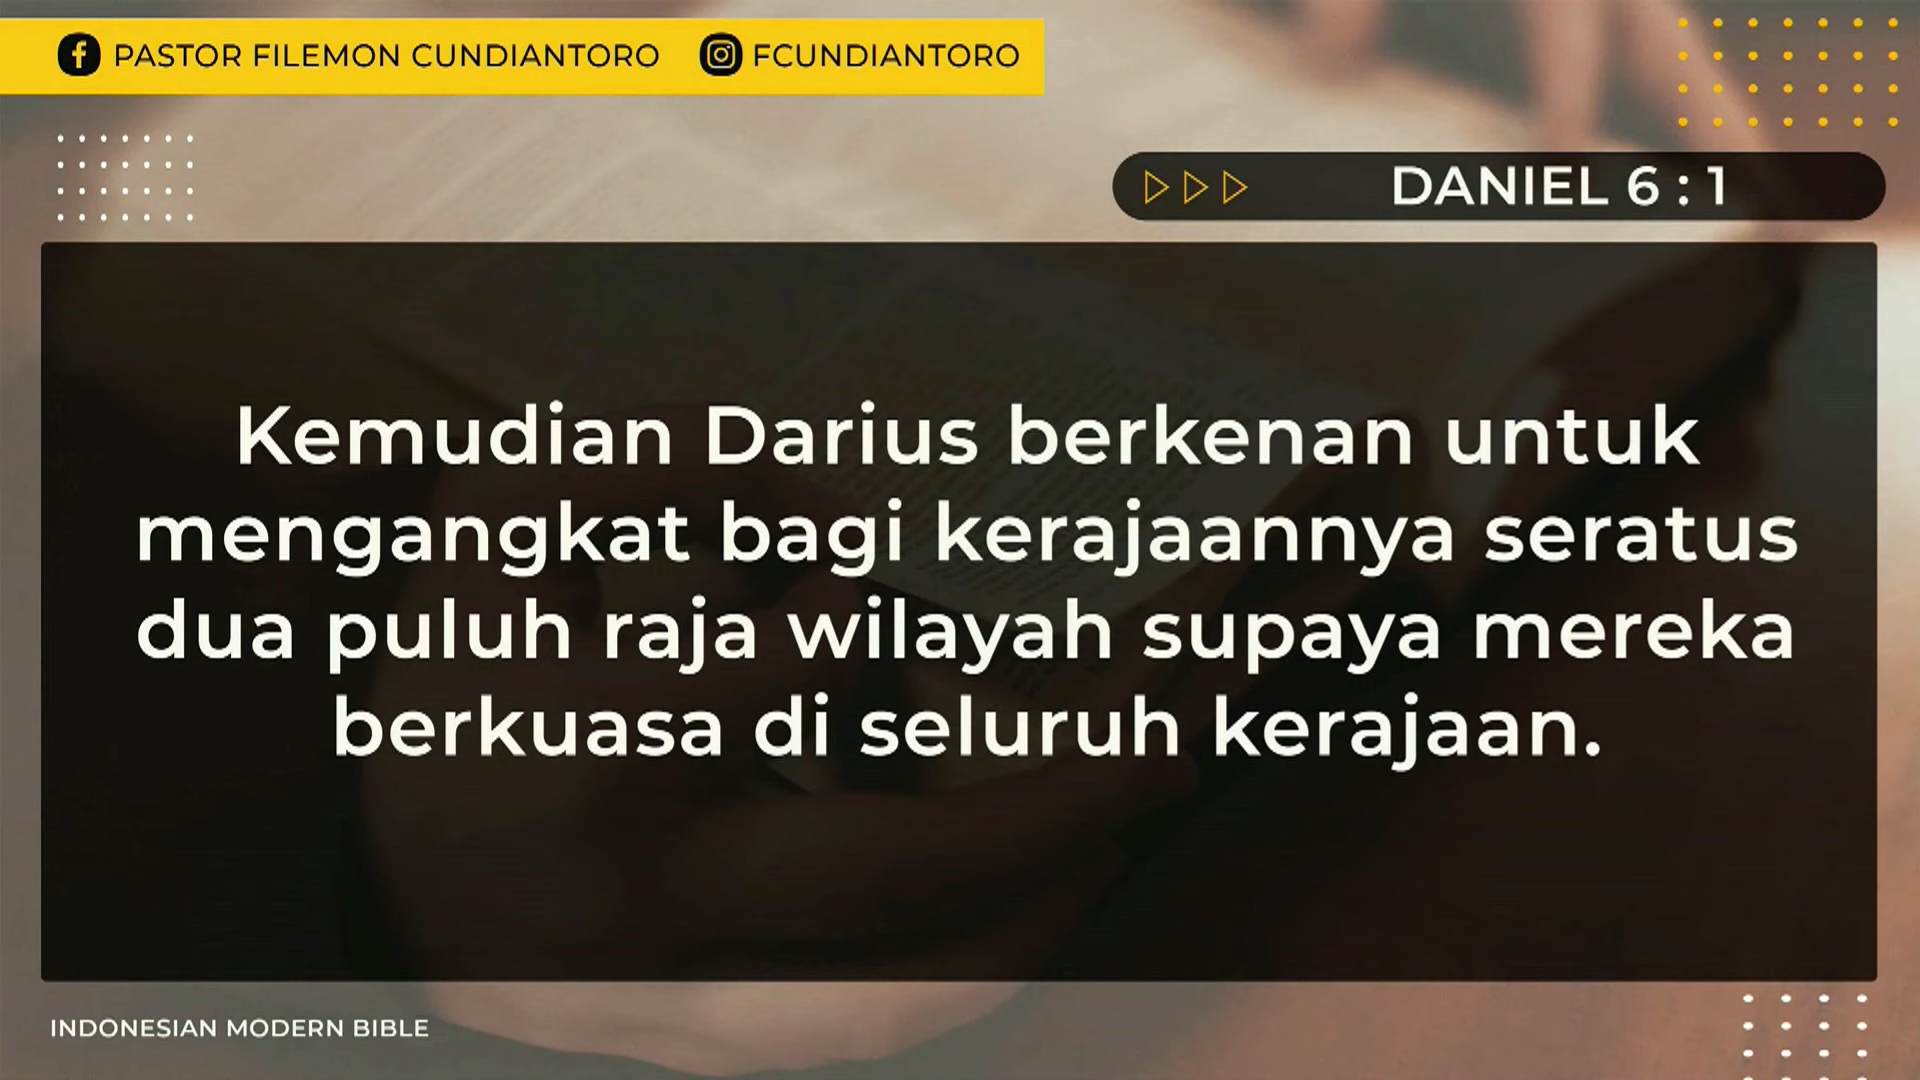 PASTOR FILEMON CUNDIANTORO FCUNDIANTORO
DANIEL 6 : 1
Kemudian Darius berkenan untuk
mengangkat bagi kerajaannya seratus
dua puluh raja wilayah supaya mereka
berkuasa di seluruh kerajaan.
INDONESIAN MODERN BIBLE